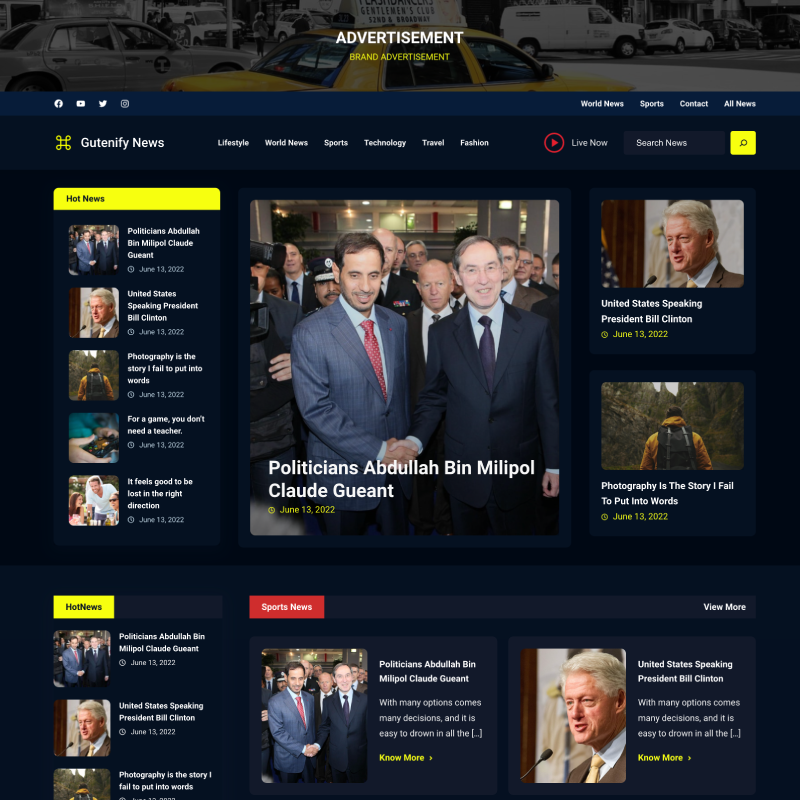 FLASHDANCERS
GENTLEMEN'S CLUB
52ND & BROADWAY
ADVERTISEMENT
BRAND ADVERTISEMENT
World News Sports Contact All News
Gutenify News
Lifestyle World News Sports Technology Travel Fashion
Live Now
Search News
Hot News
Politicians Abdullah
Bin Milipol Claude
Gueant
June 13, 2022
United States
Speaking President
Bill Clinton
June 13, 2022
Photography is the
story I fail to put into
words
June 13, 2022
For a game, you don't
need a teacher.
June 13, 2022
It feels good to be
lost in the right
direction
June 13, 2022
Politicians Abdullah Bin Milipol
Claude Gueant
June 13, 2022
United States Speaking
President Bill Clinton
June 13, 2022
Photography Is The Story I Fail
To Put Into Words
June 13, 2022
HotNews
Politicians Abdullah Bin
Milipol Claude Gueant
June 13, 2022
United States Speaking
President Bill Clinton
June 13, 2022
Photography is the story I
fail to put into words
June 13, 2022
Sports News
View More
Politicians Abdullah Bin
Milipol Claude Gueant
With many options comes
many decisions, and it is
easy to drown in all the [...]
Know More ›
United States Speaking
President Bill Clinton
With many options comes
many decisions, and it is
easy to drown in all the [...]
Know More ›